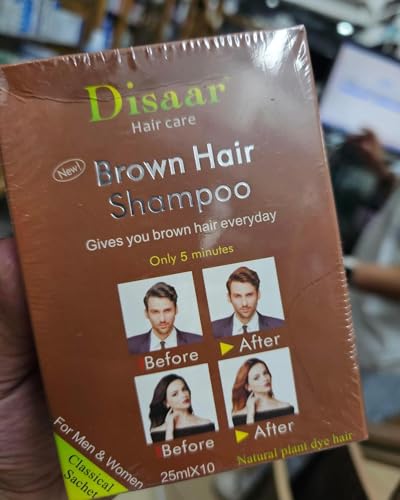 Disaar
Hair care
New!
Brown Hair
Shampoo
Gives you brown hair everyday
Only 5 minutes
Before
After
Before
After
For Men & Women
Classical
Sachet
25mlX10
Natural plant dye hair